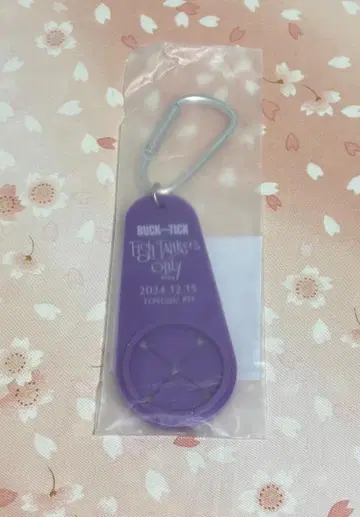 BUCK-TICK
Fish Tanker's
Only
2024.12.15
TOYOSU PIT